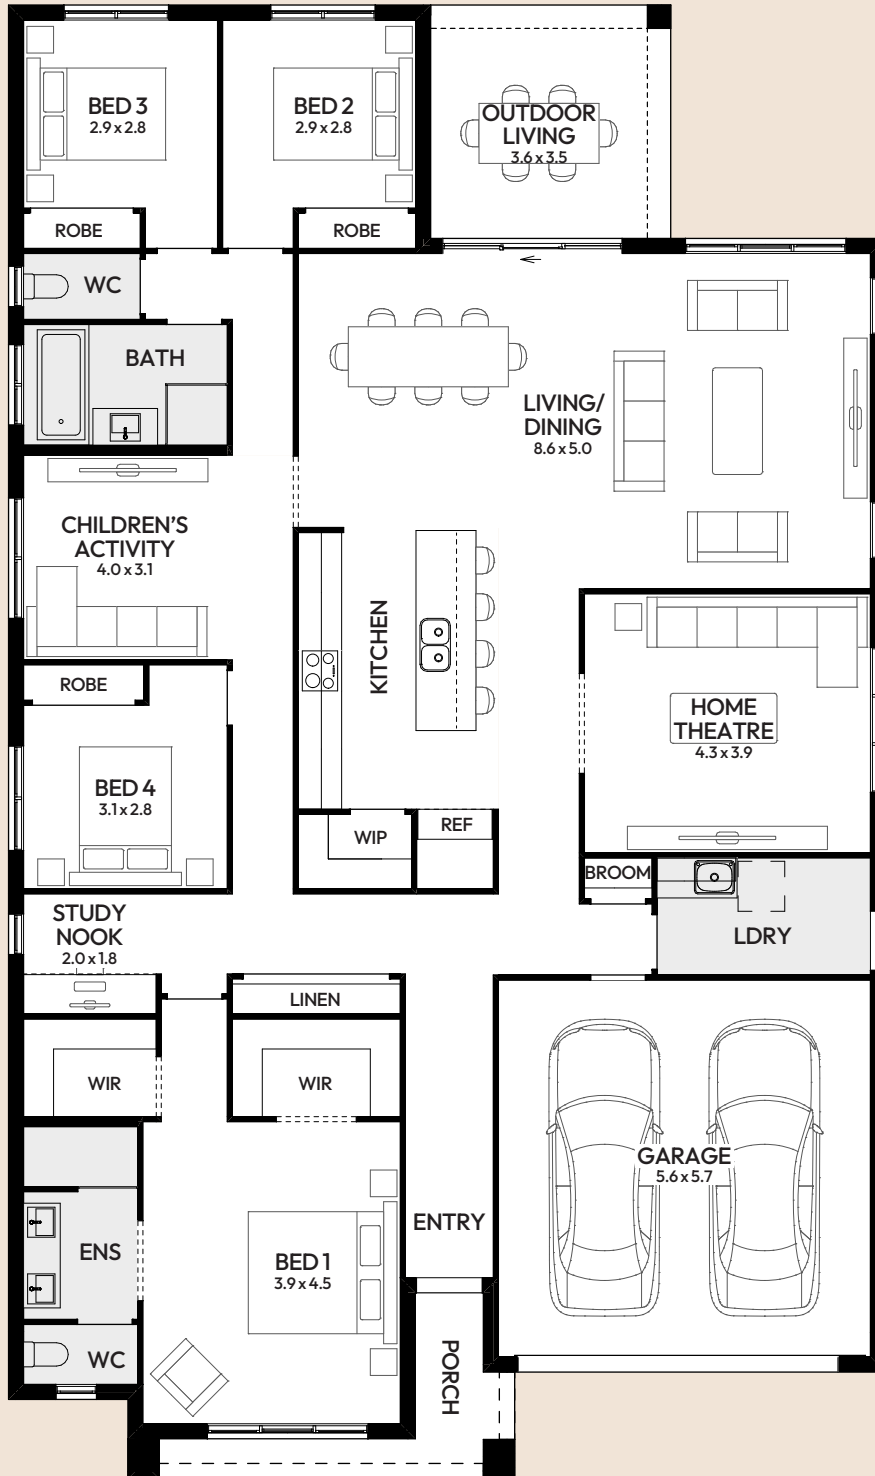 BED 3
2.9 x 2.8
BED 2
2.9 x 2.8
OUTDOOR
LIVING
3.6 x 3.5
ROBE
ROBE
WC
BATH
LIVING/
DINING
8.6 x 5.0
CHILDREN'S
ACTIVITY
4.0 x 3.1
KITCHEN
ROBE
HOME
THEATRE
4.3 x 3.9
BED 4
3.1 x 2.8
WIP
REF
BROOM
STUDY
NOOK
2.0 x 1.8
LDRY
LINEN
WIR
WIR
GARAGE
5.6 x 5.7
ENTRY
ENS
BED 1
3.9 x 4.5
WC
PORCH